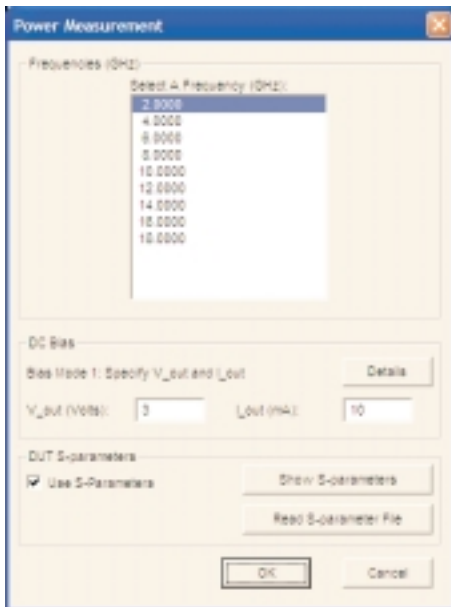 Power Measurement
Frequencies (GHz)
Select A Frequency (GHz):
2.0000
4.0000
6.0000
8.0000
10.0000
12.0000
14.0000
16.0000
18.0000
DC Bias
Bias Mode 1: Specify V_out and I_out
Details
V_out (Volts): 3 I_out (mA): 10
DUT S-parameters
Use S-Parameters
Show S-parameters
Read S-parameter File
OK Cancel